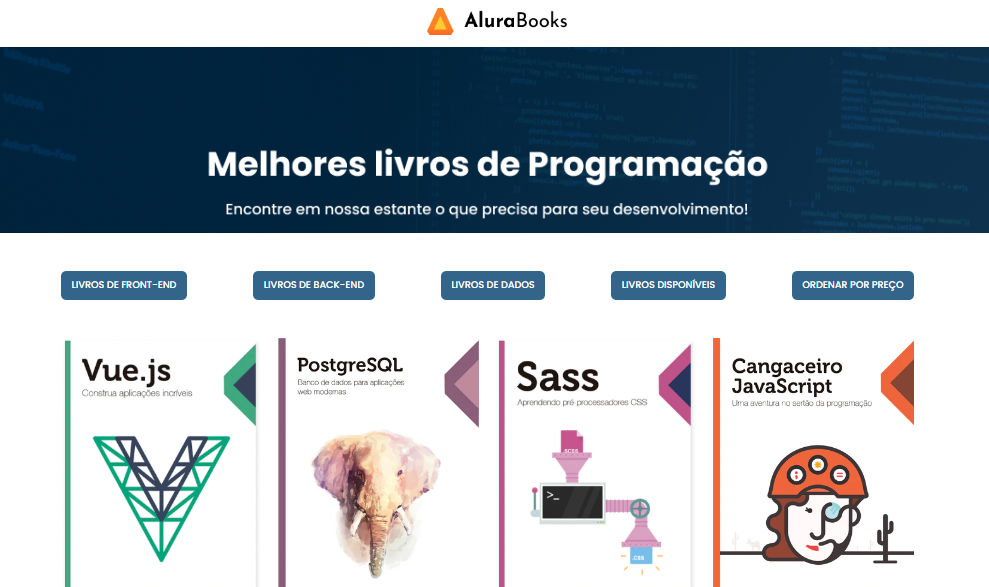 AluraBooks
Melhores livros de Programação
Encontre em nossa estante o que precisa para seu desenvolvimento!
LIVROS DE FRONT-END
LIVROS DE BACK-END
LIVROS DE DADOS
LIVROS DISPONÍVEIS
ORDENAR POR PREÇO
Vue.js
Construa aplicações incríveis
PostgreSQL
Banco de dados para aplicações
web modernas
Sass
Aprendendo pré-processadores CSS
SCSS
>_
.CSS
Cangaceiro
JavaScript
Uma aventura no sertão da programação